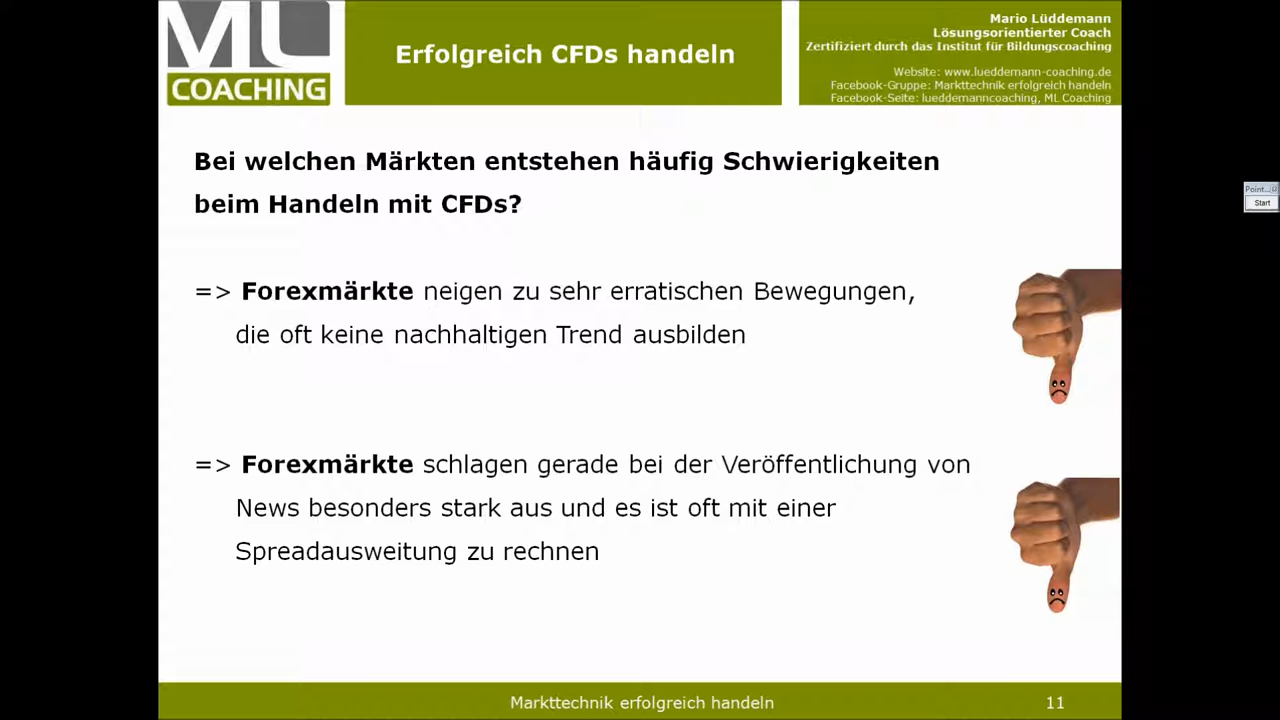 ML
COACHING
Erfolgreich CFDs handeln
Mario Lüddemann
Lösungsorientierter Coach
Zertifiziert durch das Institut für Bildungscoaching
Website: www.lueddemann-coaching.de
Facebook-Gruppe: Markttechnik erfolgreich handeln
Facebook-Seite: lueddemanncoaching, ML Coaching
Bei welchen Märkten entstehen häufig Schwierigkeiten
beim Handeln mit CFDs?
=> Forexmärkte neigen zu sehr erratischen Bewegungen,
die oft keine nachhaltigen Trend ausbilden
=> Forexmärkte schlagen gerade bei der Veröffentlichung von
News besonders stark aus und es ist oft mit einer
Spreadausweitung zu rechnen
Point...
Start
Markttechnik erfolgreich handeln
11